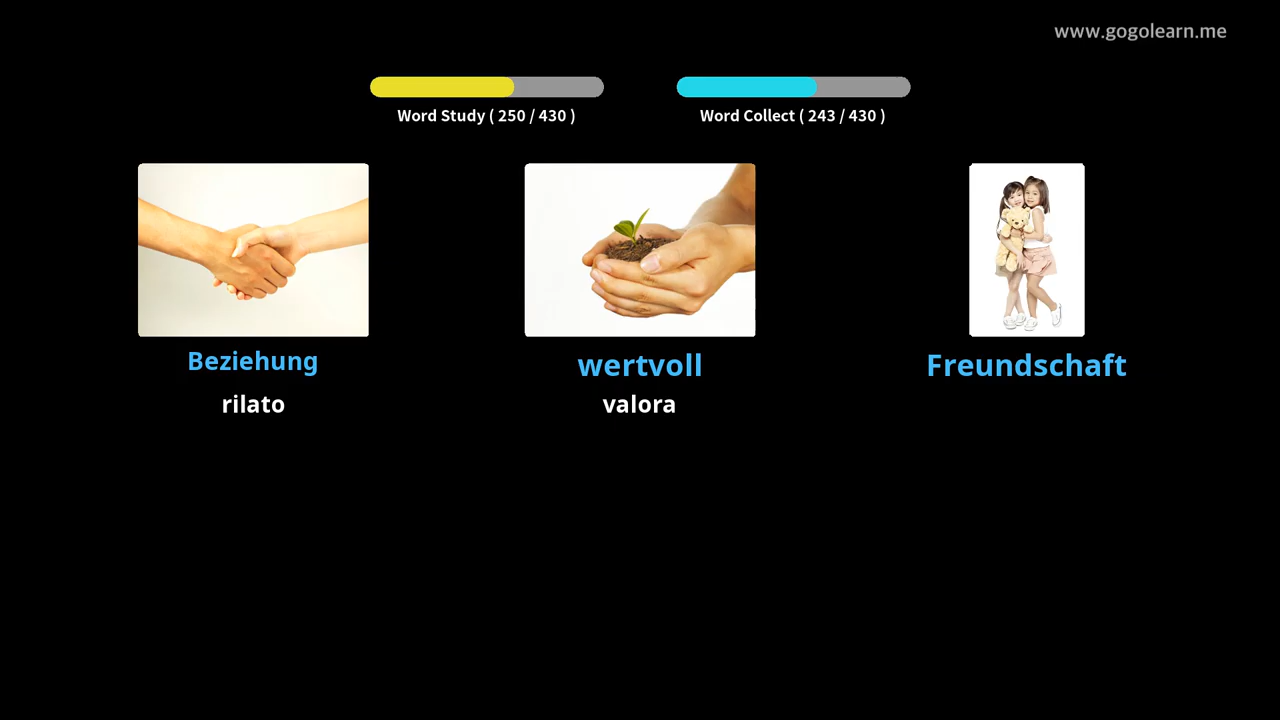 www.gogolearn.me
Word Study ( 250 / 430 )
Word Collect ( 243 / 430 )
Beziehung
wertvoll
Freundschaft
rilato
valora